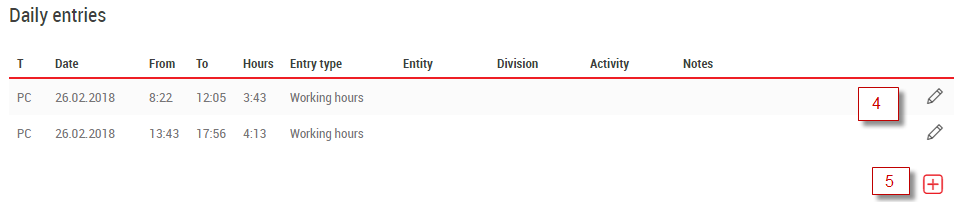 Daily entries
T Date From To Hours Entry type Entity Division Activity Notes
PC 26.02.2018 8:22 12:05 3:43 Working hours 4
PC 26.02.2018 13:43 17:56 4:13 Working hours
5